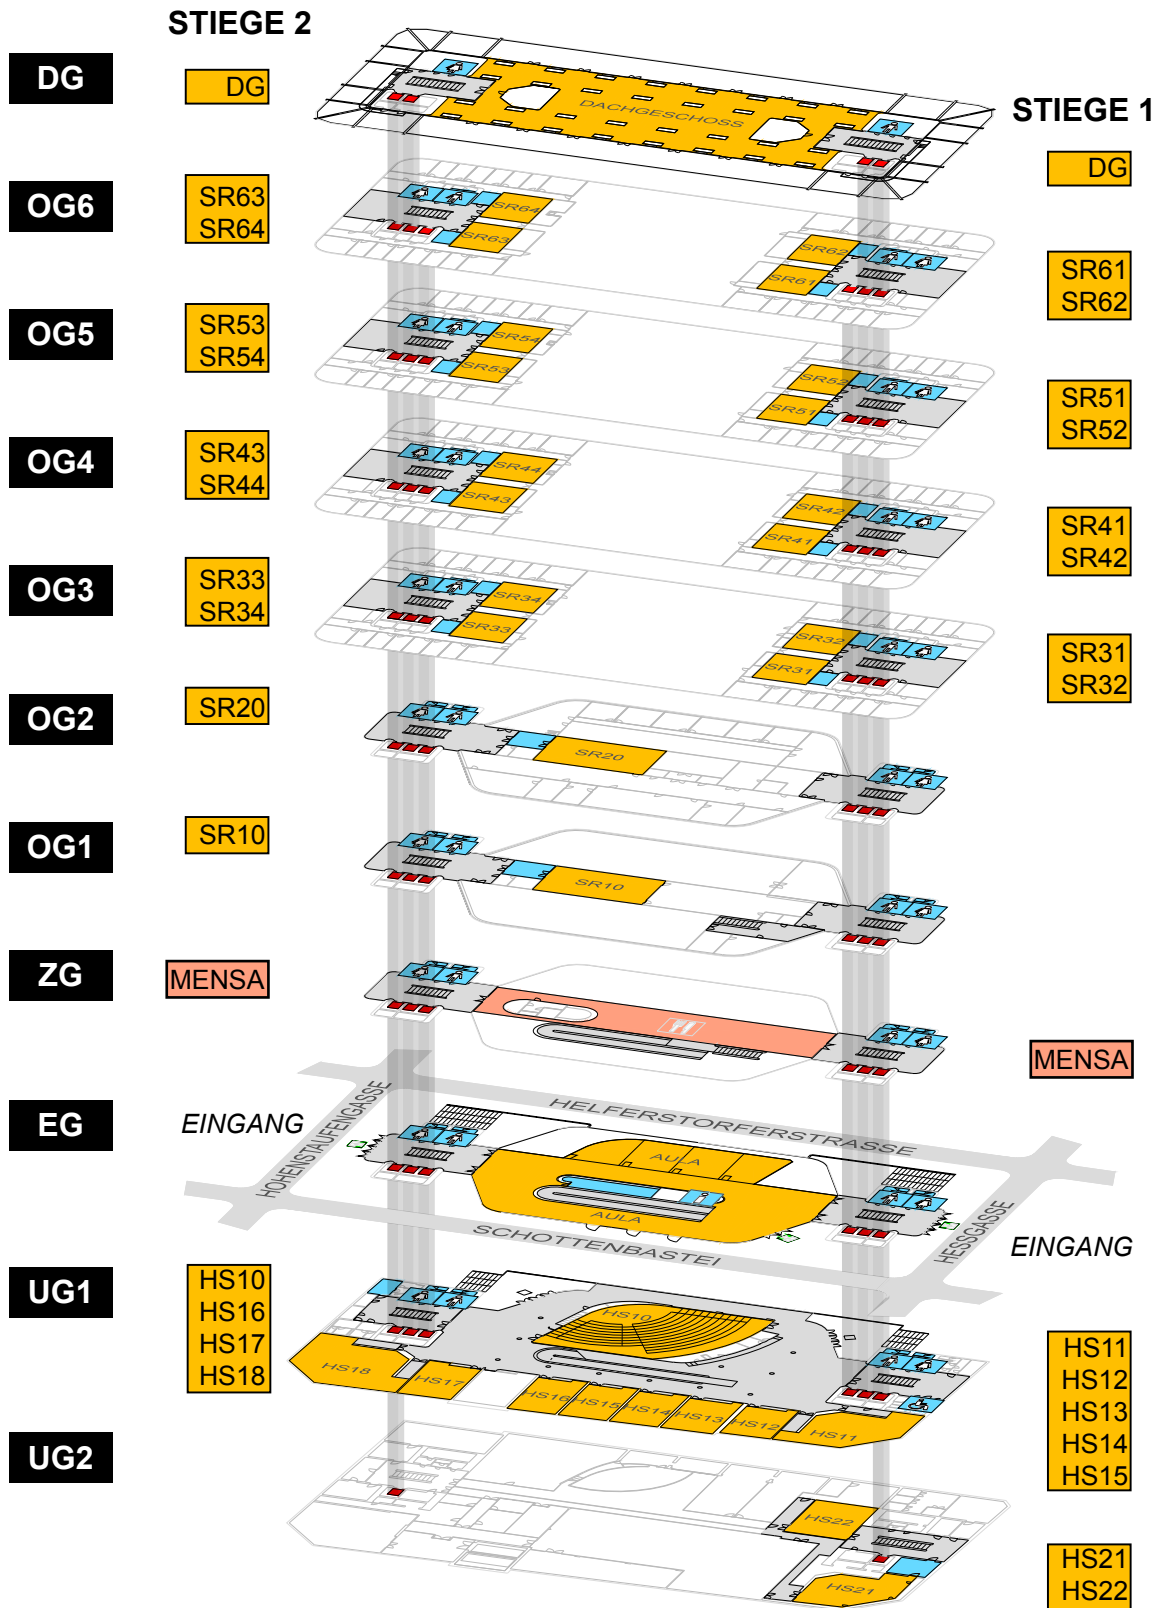 STIEGE 2
DG
DG
DACHGESCHOSS
STIEGE 1
DG
OG6
SR63
SR64
SR64
SR63
SR62
SR61
SR61
SR62
OG5
SR53
SR54
SR54
SR53
SR52
SR51
SR51
SR52
OG4
SR43
SR44
SR44
SR43
SR42
SR41
SR41
SR42
OG3
SR33
SR34
SR34
SR33
SR32
SR31
SR31
SR32
OG2
SR20
SR20
OG1
SR10
SR10
ZG
MENSA
MENSA
EG
EINGANG
HOHENSTAUFENGASSE
HELFERSTORFERSTRASSE
AULA
AULA
SCHOTTENBASTEI
HESSGASSE
EINGANG
UG1
HS10
HS16
HS17
HS18
HS10
HS18
HS17
HS16
HS15
HS14
HS13
HS12
HS11
HS11
HS12
HS13
HS14
HS15
UG2
HS22
HS21
HS21
HS22